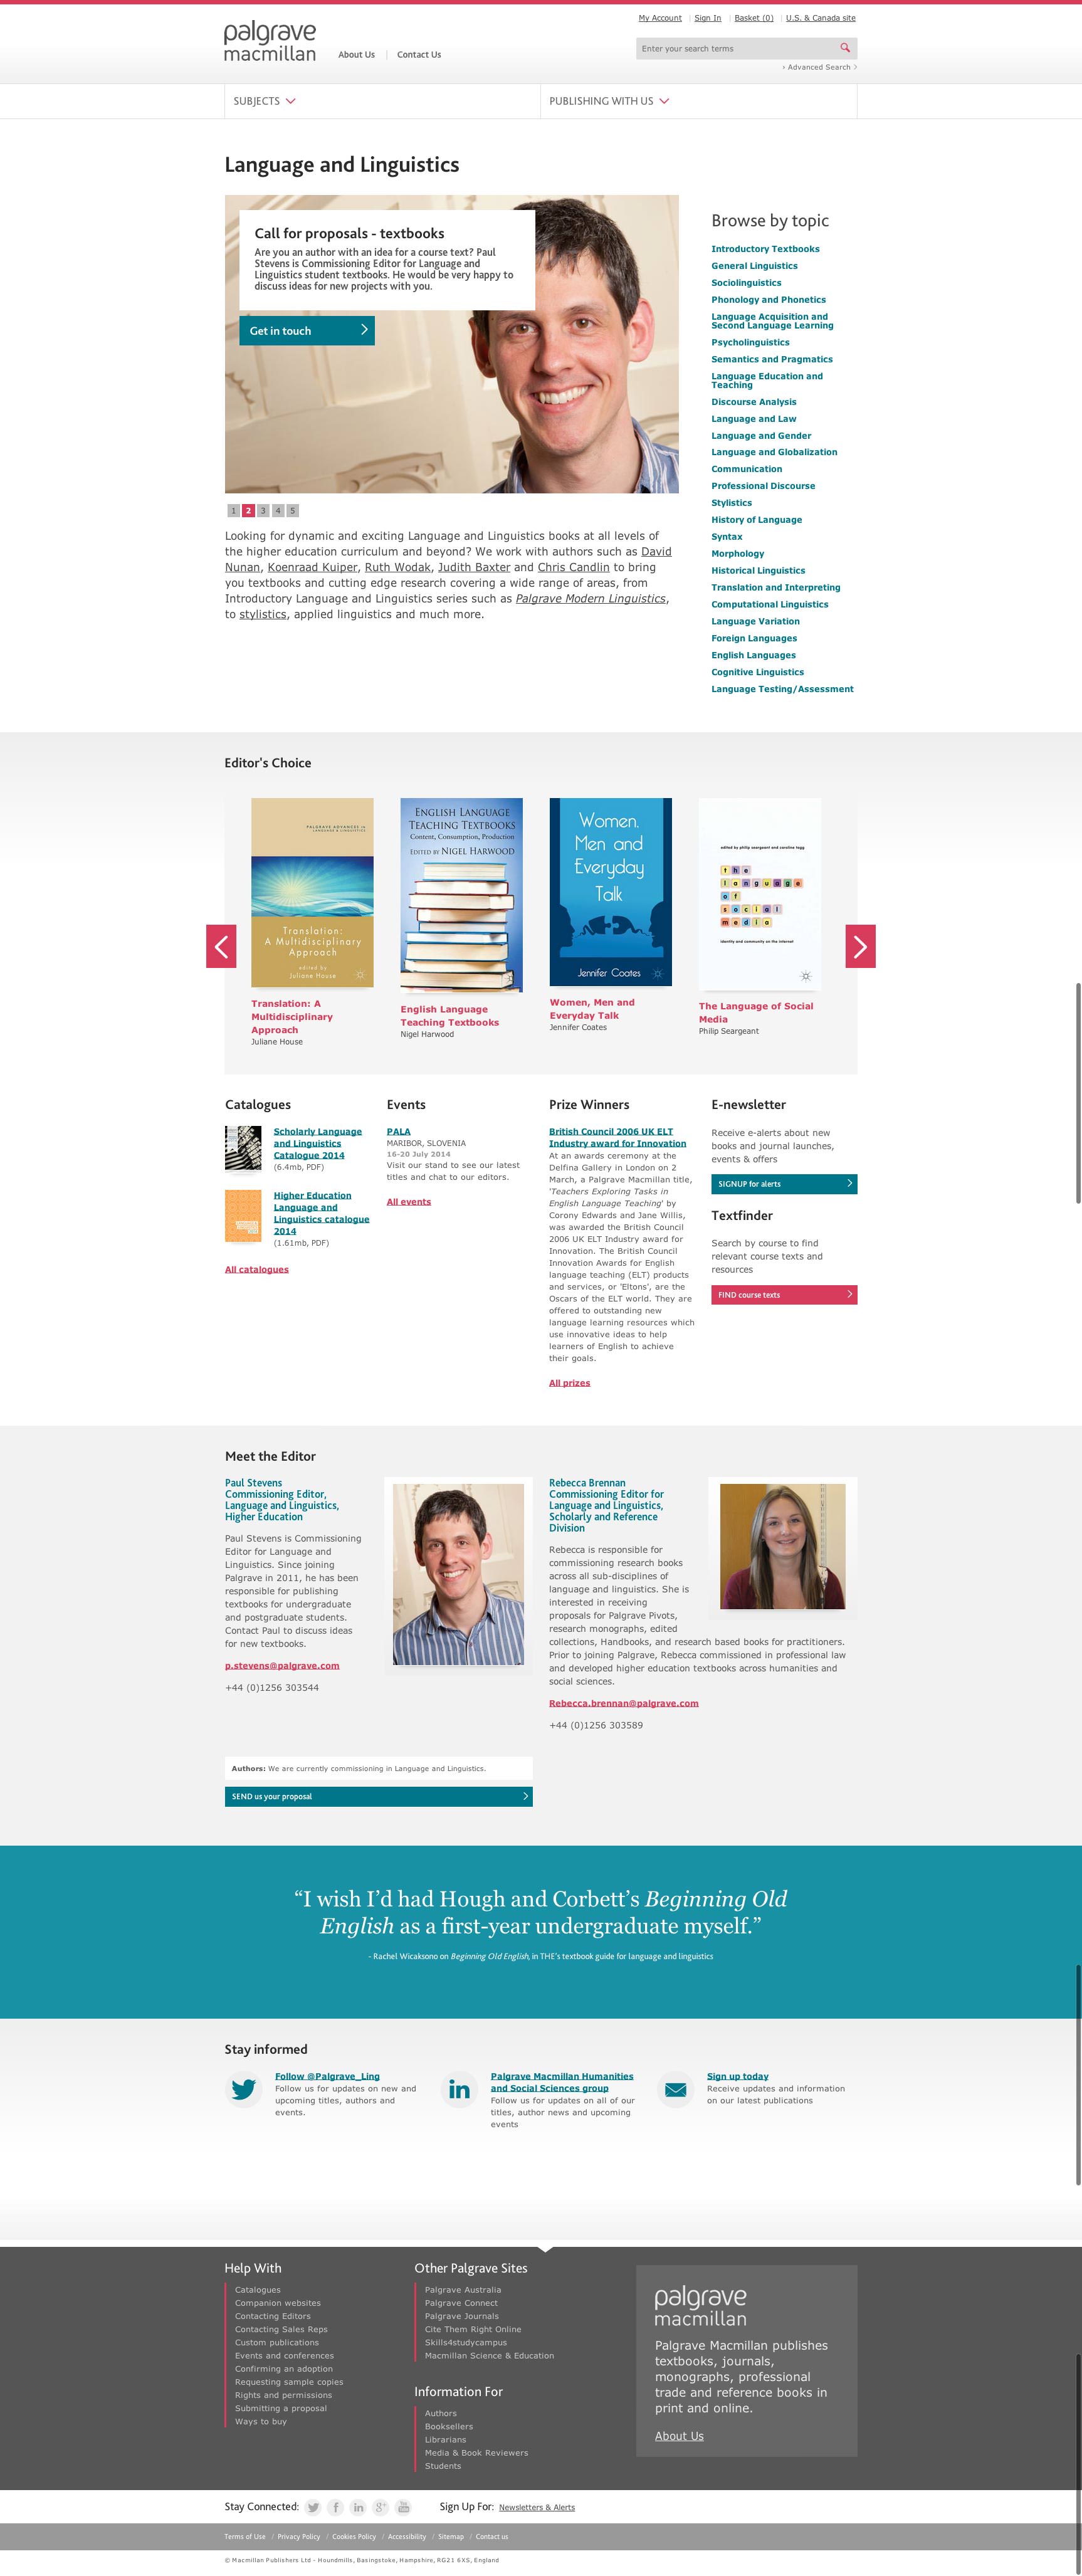 My Account Sign In Basket (0) U.S. & Canada site
palgrave
macmillan
About Us Contact Us
Enter your search terms
› Advanced Search
SUBJECTS PUBLISHING WITH US
Language and Linguistics
Call for proposals - textbooks
Are you an author with an idea for a course text? Paul
Stevens is Commissioning Editor for Language and
Linguistics student textbooks. He would be very happy to
discuss ideas for new projects with you.
Get in touch
1 2 3 4 5
Looking for dynamic and exciting Language and Linguistics books at all levels of
the higher education curriculum and beyond? We work with authors such as David
Nunan, Koenraad Kuiper, Ruth Wodak, Judith Baxter and Chris Candlin to bring
you textbooks and cutting edge research covering a wide range of areas, from
Introductory Language and Linguistics series such as Palgrave Modern Linguistics,
to stylistics, applied linguistics and much more.
Browse by topic
Introductory Textbooks
General Linguistics
Sociolinguistics
Phonology and Phonetics
Language Acquisition and
Second Language Learning
Psycholinguistics
Semantics and Pragmatics
Language Education and
Teaching
Discourse Analysis
Language and Law
Language and Gender
Language and Globalization
Communication
Professional Discourse
Stylistics
History of Language
Syntax
Morphology
Historical Linguistics
Translation and Interpreting
Computational Linguistics
Language Variation
Foreign Languages
English Languages
Cognitive Linguistics
Language Testing/Assessment
Editor's Choice
PALGRAVE ADVANCES IN
LANGUAGE & LINGUISTICS
Translation:
A Multidisciplinary
Approach
edited by
Juliane House
Translation: A
Multidisciplinary
Approach
Juliane House
ENGLISH LANGUAGE
TEACHING TEXTBOOKS
Content, Consumption, Production
EDITED BY NIGEL HARWOOD
English Language
Teaching Textbooks
Nigel Harwood
Women,
Men and
Everyday
Talk
Jennifer Coates
Women, Men and
Everyday Talk
Jennifer Coates
edited by philip seargeant and caroline tagg
the
language
of
social
media
identity and community on the internet
The Language of Social
Media
Philip Seargeant
Catalogues
Scholarly Language
and Linguistics
Catalogue 2014
(6.4mb, PDF)
Higher Education
Language and
Linguistics catalogue
2014
(1.61mb, PDF)
All catalogues
Events
PALA
MARIBOR, SLOVENIA
16-20 July 2014
Visit our stand to see our latest
titles and chat to our editors.
All events
Prize Winners
British Council 2006 UK ELT
Industry award for Innovation
At an awards ceremony at the
Delfina Gallery in London on 2
March, a Palgrave Macmillan title,
'Teachers Exploring Tasks in
English Language Teaching' by
Corony Edwards and Jane Willis,
was awarded the British Council
2006 UK ELT Industry award for
Innovation. The British Council
Innovation Awards for English
language teaching (ELT) products
and services, or 'Eltons', are the
Oscars of the ELT world. They are
offered to outstanding new
language learning resources which
use innovative ideas to help
learners of English to achieve
their goals.
All prizes
E-newsletter
Receive e-alerts about new
books and journal launches,
events & offers
SIGNUP for alerts
Textfinder
Search by course to find
relevant course texts and
resources
FIND course texts
Meet the Editor
Paul Stevens
Commissioning Editor,
Language and Linguistics,
Higher Education
Paul Stevens is Commissioning
Editor for Language and
Linguistics. Since joining
Palgrave in 2011, he has been
responsible for publishing
textbooks for undergraduate
and postgraduate students.
Contact Paul to discuss ideas
for new textbooks.
p.stevens@palgrave.com
+44 (0)1256 303544
Rebecca Brennan
Commissioning Editor for
Language and Linguistics,
Scholarly and Reference
Division
Rebecca is responsible for
commissioning research books
across all sub-disciplines of
language and linguistics. She is
interested in receiving
proposals for Palgrave Pivots,
research monographs, edited
collections, Handbooks, and research based books for practitioners.
Prior to joining Palgrave, Rebecca commissioned in professional law
and developed higher education textbooks across humanities and
social sciences.
Rebecca.brennan@palgrave.com
+44 (0)1256 303589
Authors: We are currently commissioning in Language and Linguistics.
SEND us your proposal
“I wish I’d had Hough and Corbett’s Beginning Old
English as a first-year undergraduate myself.”
- Rachel Wicaksono on Beginning Old English, in THE's textbook guide for language and linguistics
Stay informed
Follow @Palgrave_Ling
Follow us for updates on new and
upcoming titles, authors and
events.
Palgrave Macmillan Humanities
and Social Sciences group
Follow us for updates on all of our
titles, author news and upcoming
events
Sign up today
Receive updates and information
on our latest publications
Help With
Catalogues
Companion websites
Contacting Editors
Contacting Sales Reps
Custom publications
Events and conferences
Confirming an adoption
Requesting sample copies
Rights and permissions
Submitting a proposal
Ways to buy
Other Palgrave Sites
Palgrave Australia
Palgrave Connect
Palgrave Journals
Cite Them Right Online
Skills4studycampus
Macmillan Science & Education
Information For
Authors
Booksellers
Librarians
Media & Book Reviewers
Students
palgrave
macmillan
Palgrave Macmillan publishes
textbooks, journals,
monographs, professional
trade and reference books in
print and online.
About Us
Stay Connected: Sign Up For: Newsletters & Alerts
Terms of Use / Privacy Policy / Cookies Policy / Accessibility / Sitemap / Contact us
© Macmillan Publishers Ltd - Houndmills, Basingstoke, Hampshire, RG21 6XS, England